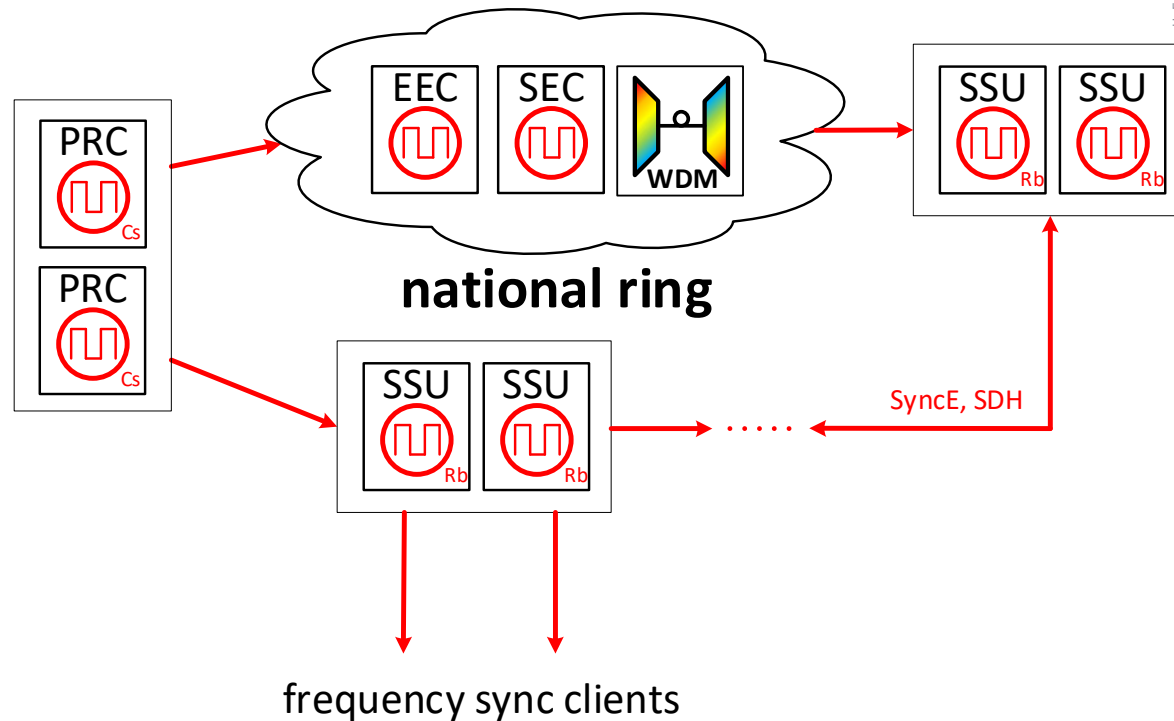 EEC
SEC
WDM
SSU
Rb
SSU
Rb
PRC
Cs
PRC
Cs
national ring
SSU
Rb
SSU
Rb
SyncE, SDH
frequency sync clients